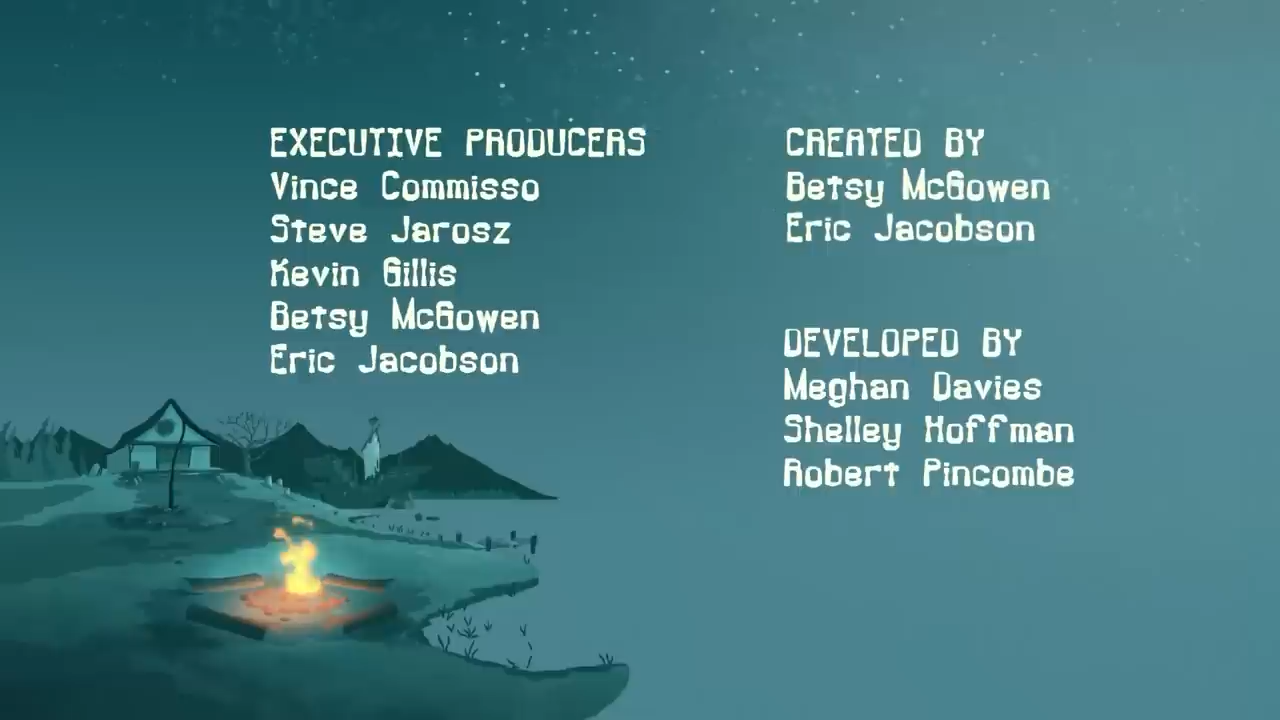 EXECUTIVE PRODUCERS
Vince Commisso
Steve Jarosz
Kevin Gillis
Betsy McGowen
Eric Jacobson
CREATED BY
Betsy McGowen
Eric Jacobson
DEVELOPED BY
Meghan Davies
Shelley Hoffman
Robert Pincombe